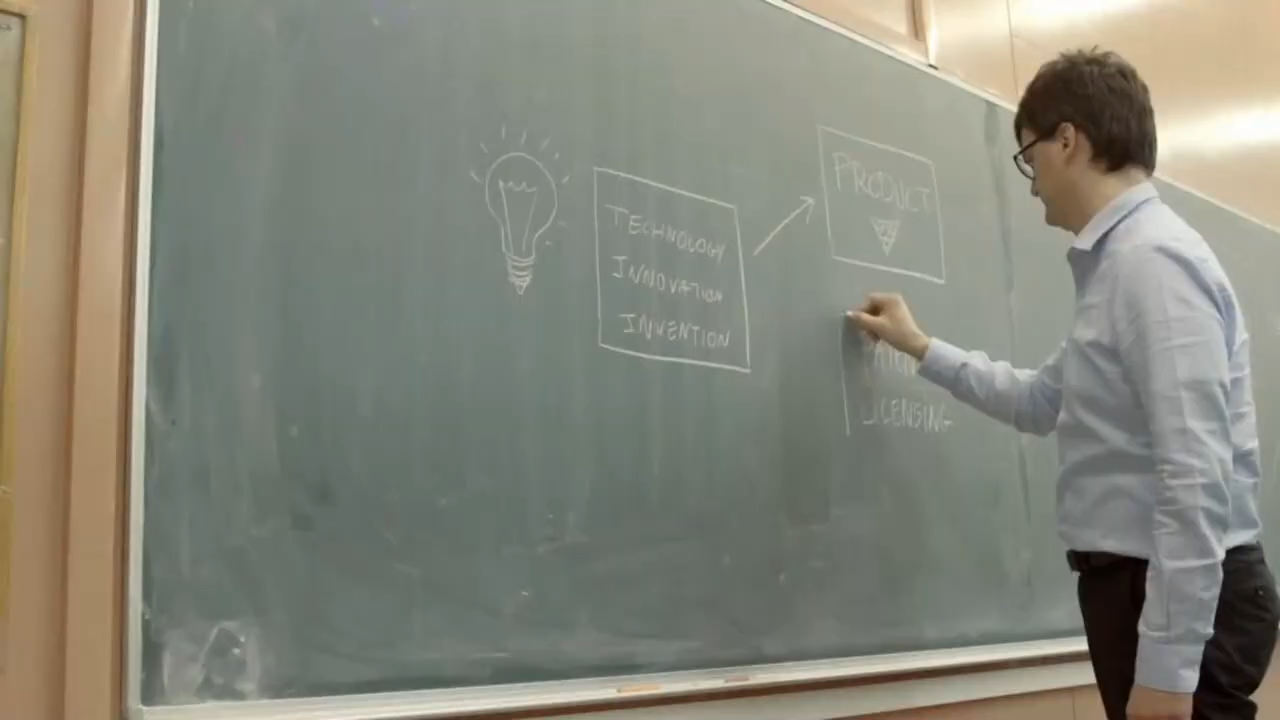 TECHNOLOGY
INNOVATION
INVENTION
PRODUCT
LICENSING